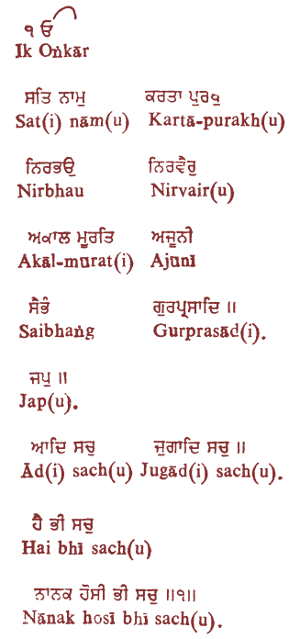 ੧ ਓ
Ik Oṅkār
ਸਤਿ ਨਾਮੁ ਕਰਤਾ ਪੁਰਖੁ
Sat(i) nām(u) Kartā-purakh(u)
ਨਿਰਭਉ ਨਿਰਵੈਰੁ
Nirbhau Nirvair(u)
ਅਕਾਲ ਮੂਰਤਿ ਅਜੂਨੀ
Akāl-mūrat(i) Ajūnī
ਸੈਭੰ ਗੁਰਪ੍ਰਸਾਦਿ ॥
Saibhaṅg Gurprasād(i).
ਜਪੁ ॥
Jap(u).
ਆਦਿ ਸਚੁ ਜੁਗਾਦਿ ਸਚੁ ॥
Ād(i) sach(u) Jugād(i) sach(u).
ਹੈ ਭੀ ਸਚੁ
Hai bhī sach(u)
ਨਾਨਕ ਹੋਸੀ ਭੀ ਸਚੁ ॥੧॥
Nānak hosī bhī sach(u).